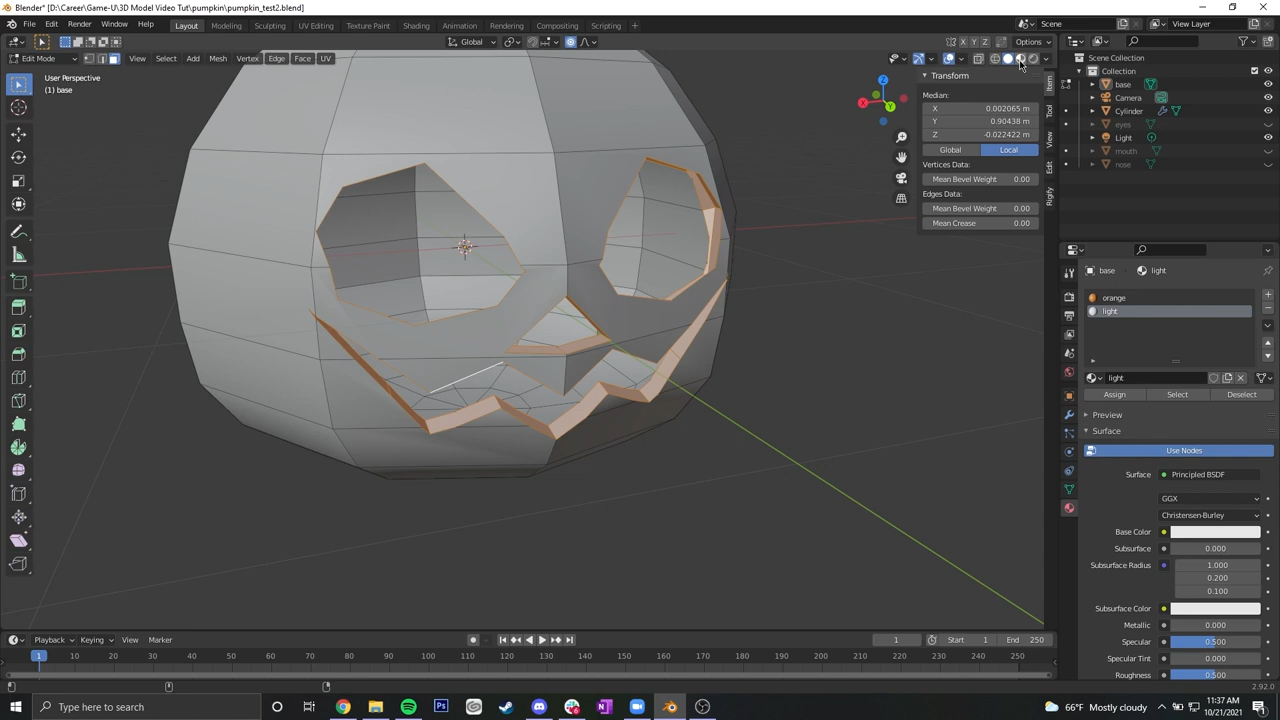 Blender* [D:\Career\Game-U\3D Model Video Tut\pumpkin\pumpkin_test2.blend]
File Edit Render Window Help Layout Modeling Sculpting UV Editing Texture Paint Shading Animation Rendering Compositing Scripting + Scene View Layer
Global Options
Edit Mode View Select Add Mesh Vertex Edge Face UV
User Perspective
(1) base
Transform
Median:
X 0.002065 m
Y 0.90438 m
Z -0.022422 m
Global Local
Vertices Data:
Mean Bevel Weight 0.00
Edges Data:
Mean Bevel Weight 0.00
Mean Crease 0.00
Item
Tool
View
Edit
Rigify
X
Y
Scene Collection
Collection
base
Camera
Cylinder
eyes
Light
mouth
nose
base light
orange
light
light
Assign Select Deselect
Preview
Surface
Use Nodes
Surface Principled BSDF
GGX
Christensen-Burley
Base Color
Subsurface 0.000
Subsurface Radius 1.000
0.200
0.100
Subsurface Color
Metallic 0.000
Specular 0.500
Specular Tint 0.000
Roughness 0.500
Playback Keying View Marker 1 Start 1 End 250
1 10 20 30 40 50 60 70 80 90 100 110 120 130 140 150 160 170 180 190 200 210 220 230 240 250
2.92.0
Type here to search
66°F Mostly cloudy
11:37 AM
10/21/2021